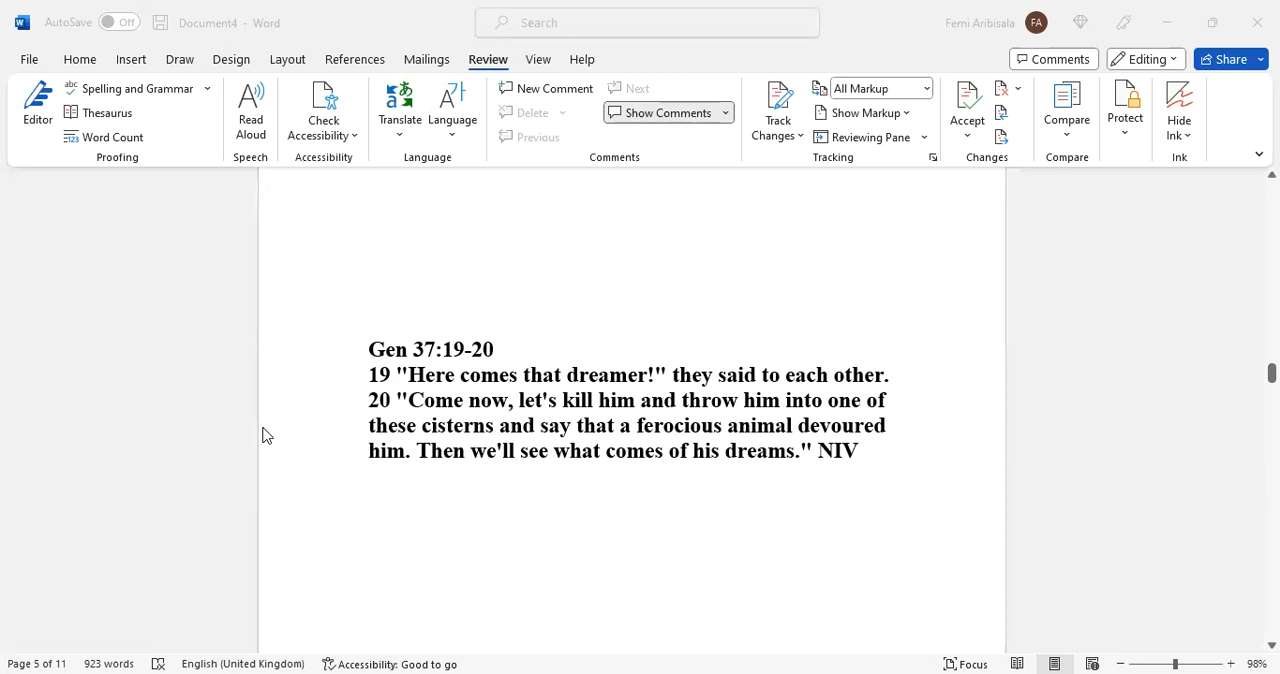 AutoSave Off Document4 - Word Search Femi Aribisala FA
File Home Insert Draw Design Layout References Mailings Review View Help Comments Editing Share
Editor
Spelling and Grammar
Thesaurus
Word Count
Proofing
Read
Aloud
Speech
Check
Accessibility
Accessibility
Translate Language
Language
New Comment Next
Delete Show Comments
Previous
Comments
Track
Changes
All Markup
Show Markup
Reviewing Pane
Tracking
Accept
Changes
Compare
Compare
Protect
Hide
Ink
Ink
Gen 37:19-20
19 "Here comes that dreamer!" they said to each other.
20 "Come now, let's kill him and throw him into one of
these cisterns and say that a ferocious animal devoured
him. Then we'll see what comes of his dreams." NIV
Page 5 of 11 923 words English (United Kingdom) Accessibility: Good to go Focus 98%